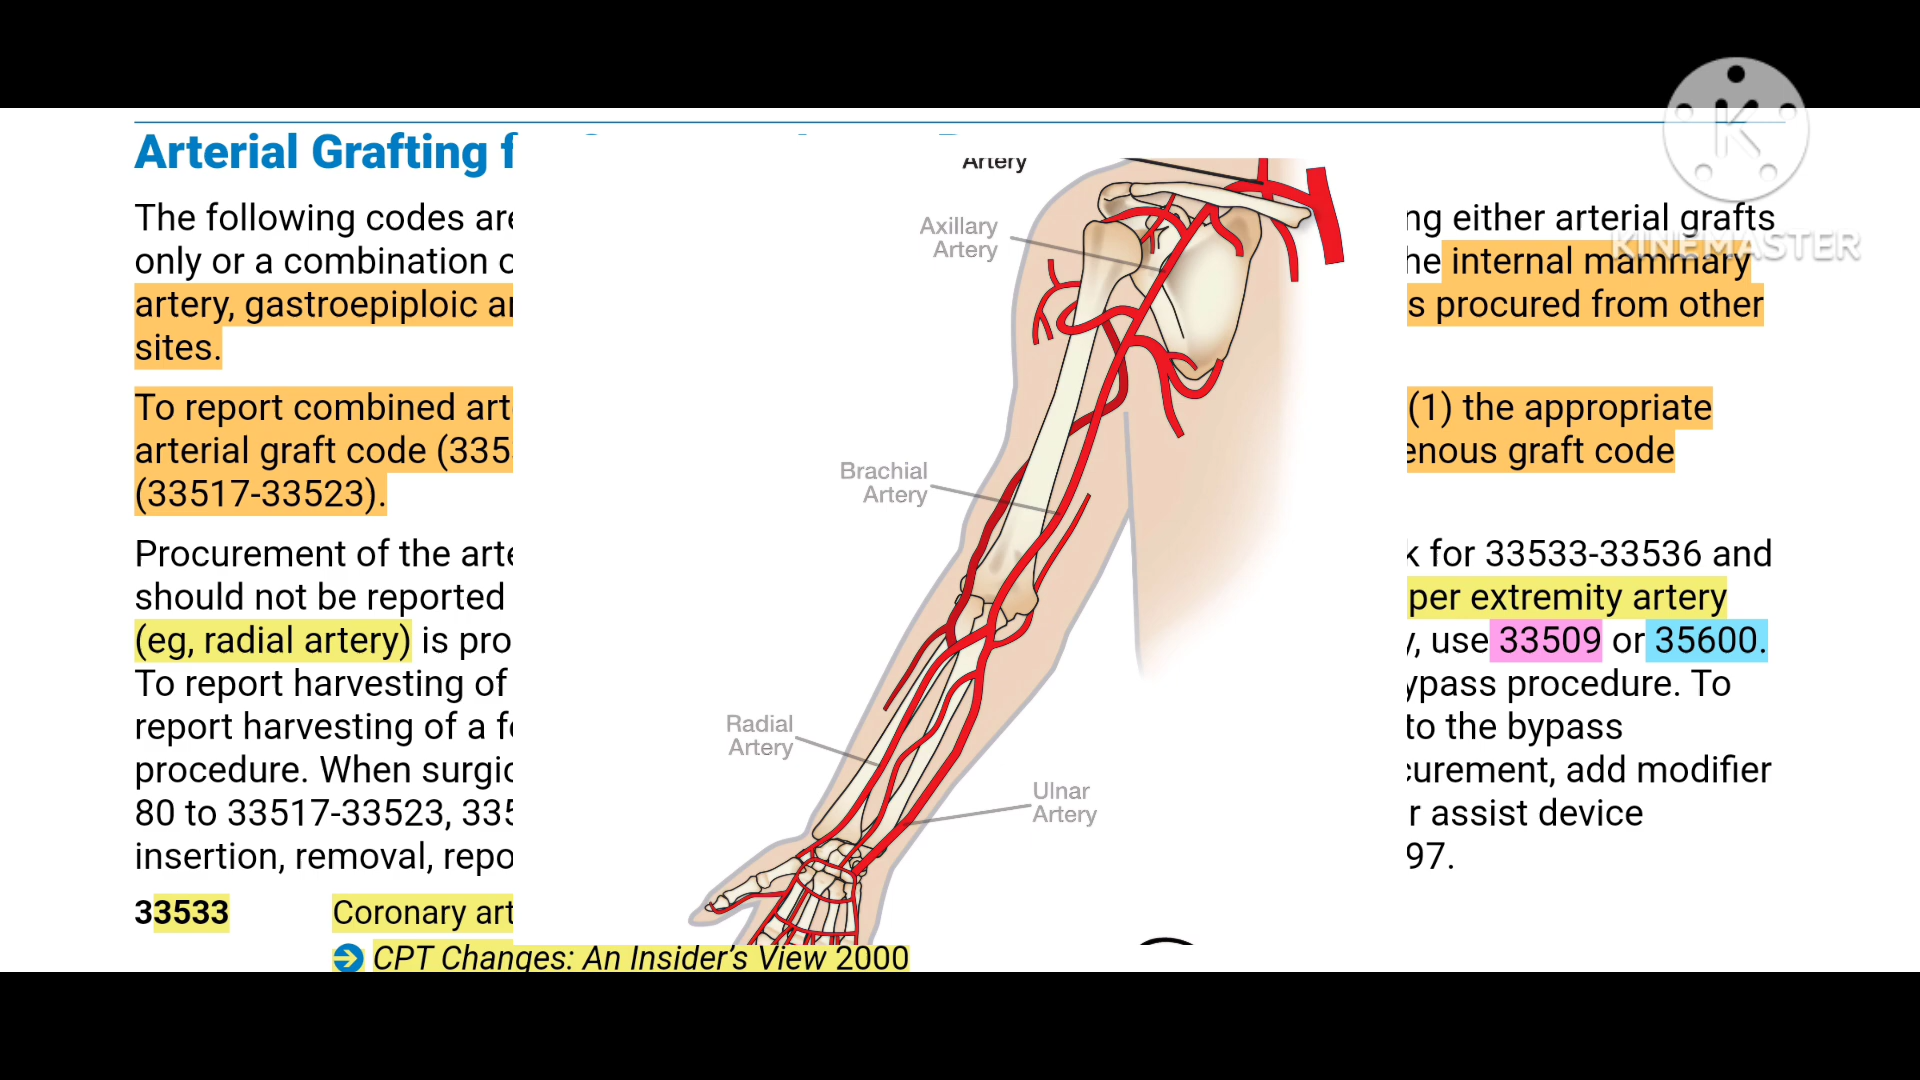 Arterial Grafting f
The following codes are
only or a combination o
artery, gastroepiploic ar
sites.
To report combined art
arterial graft code (335
(33517-33523).
Procurement of the arte
should not be reported
(eg, radial artery) is pro
To report harvesting of
report harvesting of a fe
procedure. When surgic
80 to 33517-33523, 335
insertion, removal, repo
33533 Coronary art
CPT Changes: An Insider's View 2000
Artery
Axillary
Artery
Brachial
Artery
Radial
Artery
Ulnar
Artery
ng either arterial grafts
he internal mammary
s procured from other
(1) the appropriate
enous graft code
k for 33533-33536 and
per extremity artery
y, use 33509 or 35600.
ypass procedure. To
to the bypass
curement, add modifier
r assist device
97.
K
KINEMASTER